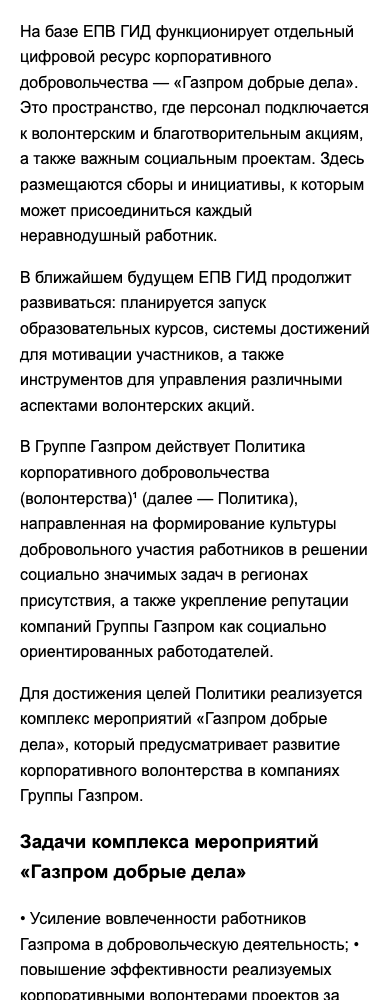 На базе ЕПВ ГИД функционирует отдельный
цифровой ресурс корпоративного
добровольчества — «Газпром добрые дела».
Это пространство, где персонал подключается
к волонтерским и благотворительным акциям,
а также важным социальным проектам. Здесь
размещаются сборы и инициативы, к которым
может присоединиться каждый
неравнодушный работник.
В ближайшем будущем ЕПВ ГИД продолжит
развиваться: планируется запуск
образовательных курсов, системы достижений
для мотивации участников, а также
инструментов для управления различными
аспектами волонтерских акций.
В Группе Газпром действует Политика
корпоративного добровольчества
(волонтерства)¹ (далее — Политика),
направленная на формирование культуры
добровольного участия работников в решении
социально значимых задач в регионах
присутствия, а также укрепление репутации
компаний Группы Газпром как социально
ориентированных работодателей.
Для достижения целей Политики реализуется
комплекс мероприятий «Газпром добрые
дела», который предусматривает развитие
корпоративного волонтерства в компаниях
Группы Газпром.
Задачи комплекса мероприятий
«Газпром добрые дела»
• Усиление вовлеченности работников
Газпрома в добровольческую деятельность; •
повышение эффективности реализуемых
корпоративными волонтерами проектов за